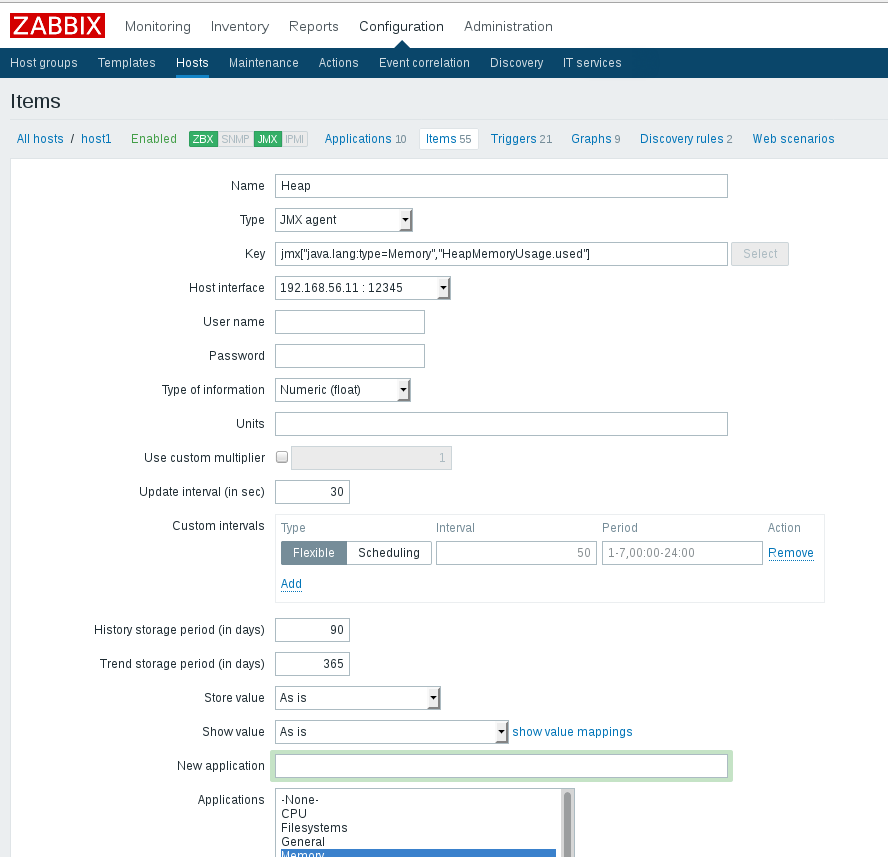 ZABBIX Monitoring Inventory Reports Configuration Administration
Host groups Templates Hosts Maintenance Actions Event correlation Discovery IT services
Items
All hosts / host1 Enabled ZBX SNMP JMX IPMI Applications 10 Items 55 Triggers 21 Graphs 9 Discovery rules 2 Web scenarios
Name Heap
Type JMX agent
Key jmx["java.lang:type=Memory","HeapMemoryUsage.used"] Select
Host interface 192.168.56.11 : 12345
User name
Password
Type of information Numeric (float)
Units
Use custom multiplier 1
Update interval (in sec) 30
Custom intervals Type Interval Period Action
Flexible Scheduling 50 1-7,00:00-24:00 Remove
Add
History storage period (in days) 90
Trend storage period (in days) 365
Store value As is
Show value As is show value mappings
New application
Applications -None-
CPU
Filesystems
General
Memory